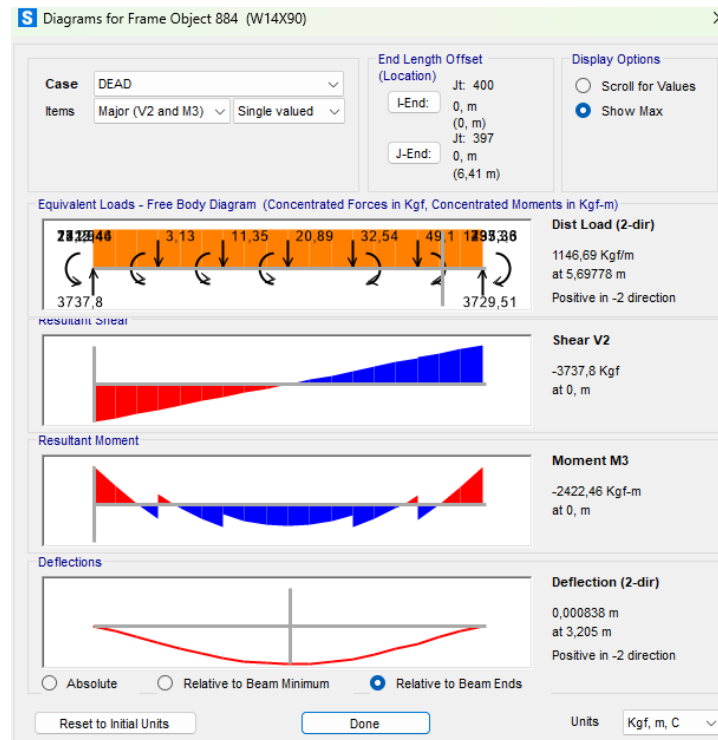 S Diagrams for Frame Object 884 (W14X90)
Case DEAD
Items Major (V2 and M3) Single valued
End Length Offset
(Location)
Jt: 400
I-End: 0, m
(0, m)
Jt: 397
J-End: 0, m
(6,41 m)
Display Options
Scroll for Values
Show Max
Equivalent Loads - Free Body Diagram (Concentrated Forces in Kgf, Concentrated Moments in Kgf-m)
3,13 11,35 20,89 32,54 49,1
3737,8 3729,51
Dist Load (2-dir)
1146,69 Kgf/m
at 5,69778 m
Positive in -2 direction
Resultant Shear
Shear V2
-3737,8 Kgf
at 0, m
Resultant Moment
Moment M3
-2422,46 Kgf-m
at 0, m
Deflections
Deflection (2-dir)
0,000838 m
at 3,205 m
Positive in -2 direction
Absolute Relative to Beam Minimum Relative to Beam Ends
Reset to Initial Units Done Units Kgf, m, C